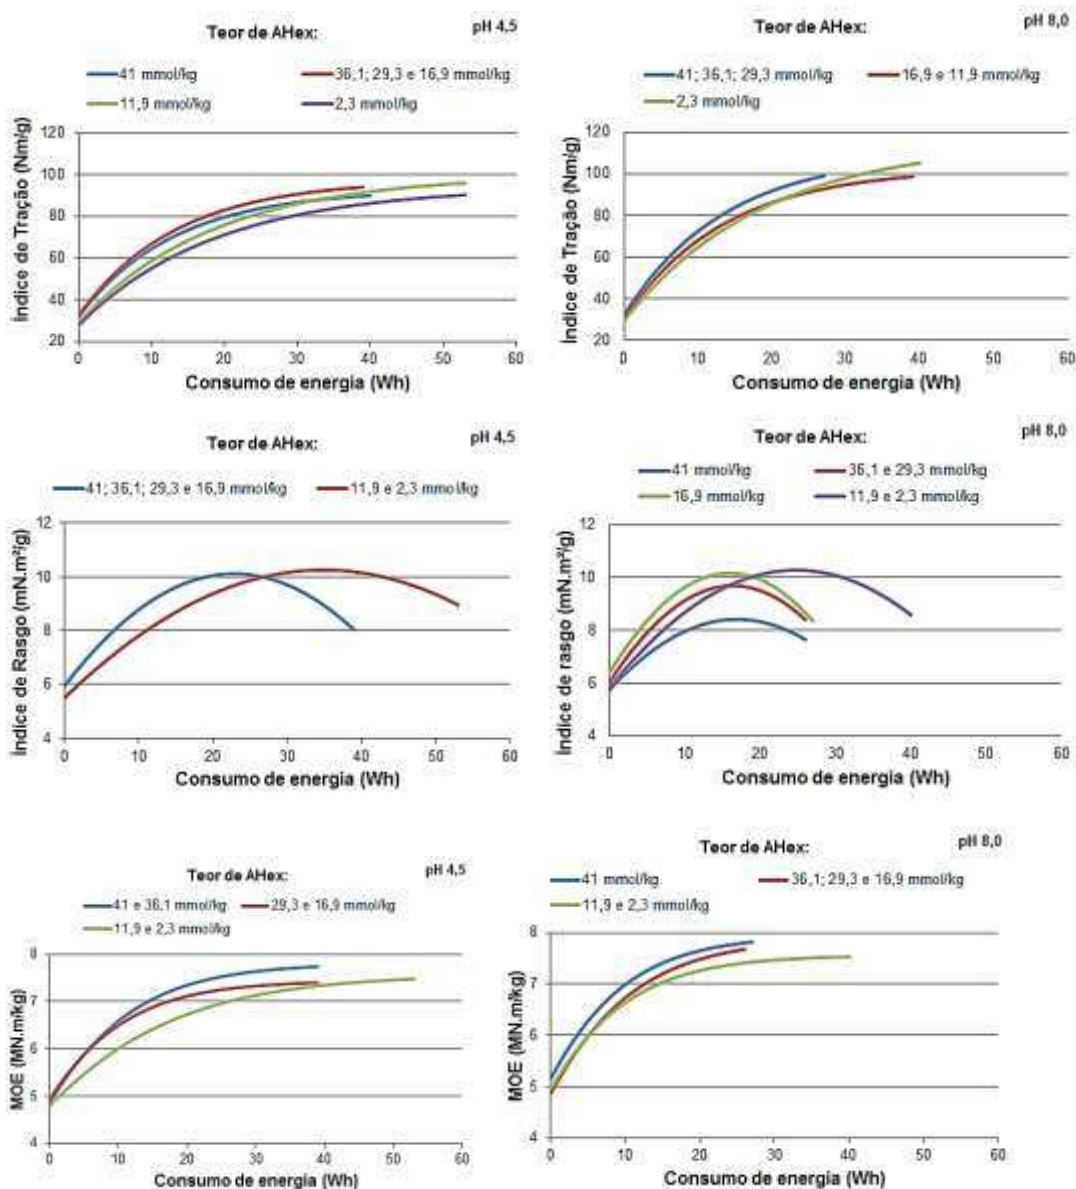 Teor de AHex:
pH 4,5
41 mmol/kg
36,1; 29,3 e 16,9 mmol/kg
11,9 mmol/kg
2,3 mmol/kg
Índice de Tração (Nm/g)
120
100
80
60
40
20
0 10 20 30 40 50 60
Consumo de energia (Wh)
Teor de AHex:
pH 8,0
41; 36,1; 29,3 mmol/kg
16,9 e 11,9 mmol/kg
2,3 mmol/kg
Índice de Tração (Nm/g)
120
100
80
60
40
20
0 10 20 30 40 50 60
Consumo de energia (Wh)
Teor de AHex:
pH 4,5
41; 36,1; 29,3 e 16,9 mmol/kg
11,9 e 2,3 mmol/kg
Índice de Rasgo (mN.m²/g)
12
10
8
6
4
0 10 20 30 40 50 60
Consumo de energia (Wh)
Teor de AHex:
pH 8,0
41 mmol/kg
36,1 e 29,3 mmol/kg
16,9 mmol/kg
11,9 e 2,3 mmol/kg
Índice de rasgo (mN.m²/g)
12
10
8
6
4
0 10 20 30 40 50 60
Consumo de energia (Wh)
Teor de AHex:
pH 4,5
41 e 36,1 mmol/kg
29,3 e 16,9 mmol/kg
11,9 e 2,3 mmol/kg
MOE (MN.m/kg)
8
7
6
5
4
0 10 20 30 40 50 60
Consumo de energia (Wh)
Teor de AHex:
pH 8,0
41 mmol/kg
36,1; 29,3 e 16,9 mmol/kg
11,9 e 2,3 mmol/kg
MOE (MN.m/kg)
8
7
6
5
4
0 10 20 30 40 50 60
Consumo de energia (Wh)